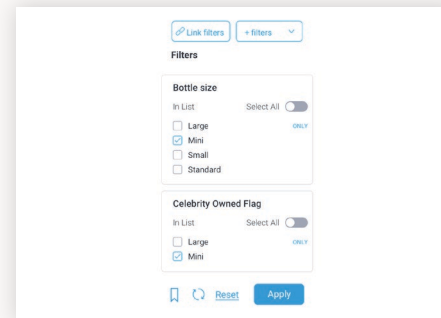 Link filters + filters
Filters
Bottle size
In List Select All
Large ONLY
Mini
Small
Standard
Celebrity Owned Flag
In List Select All
Large ONLY
Mini
Reset Apply